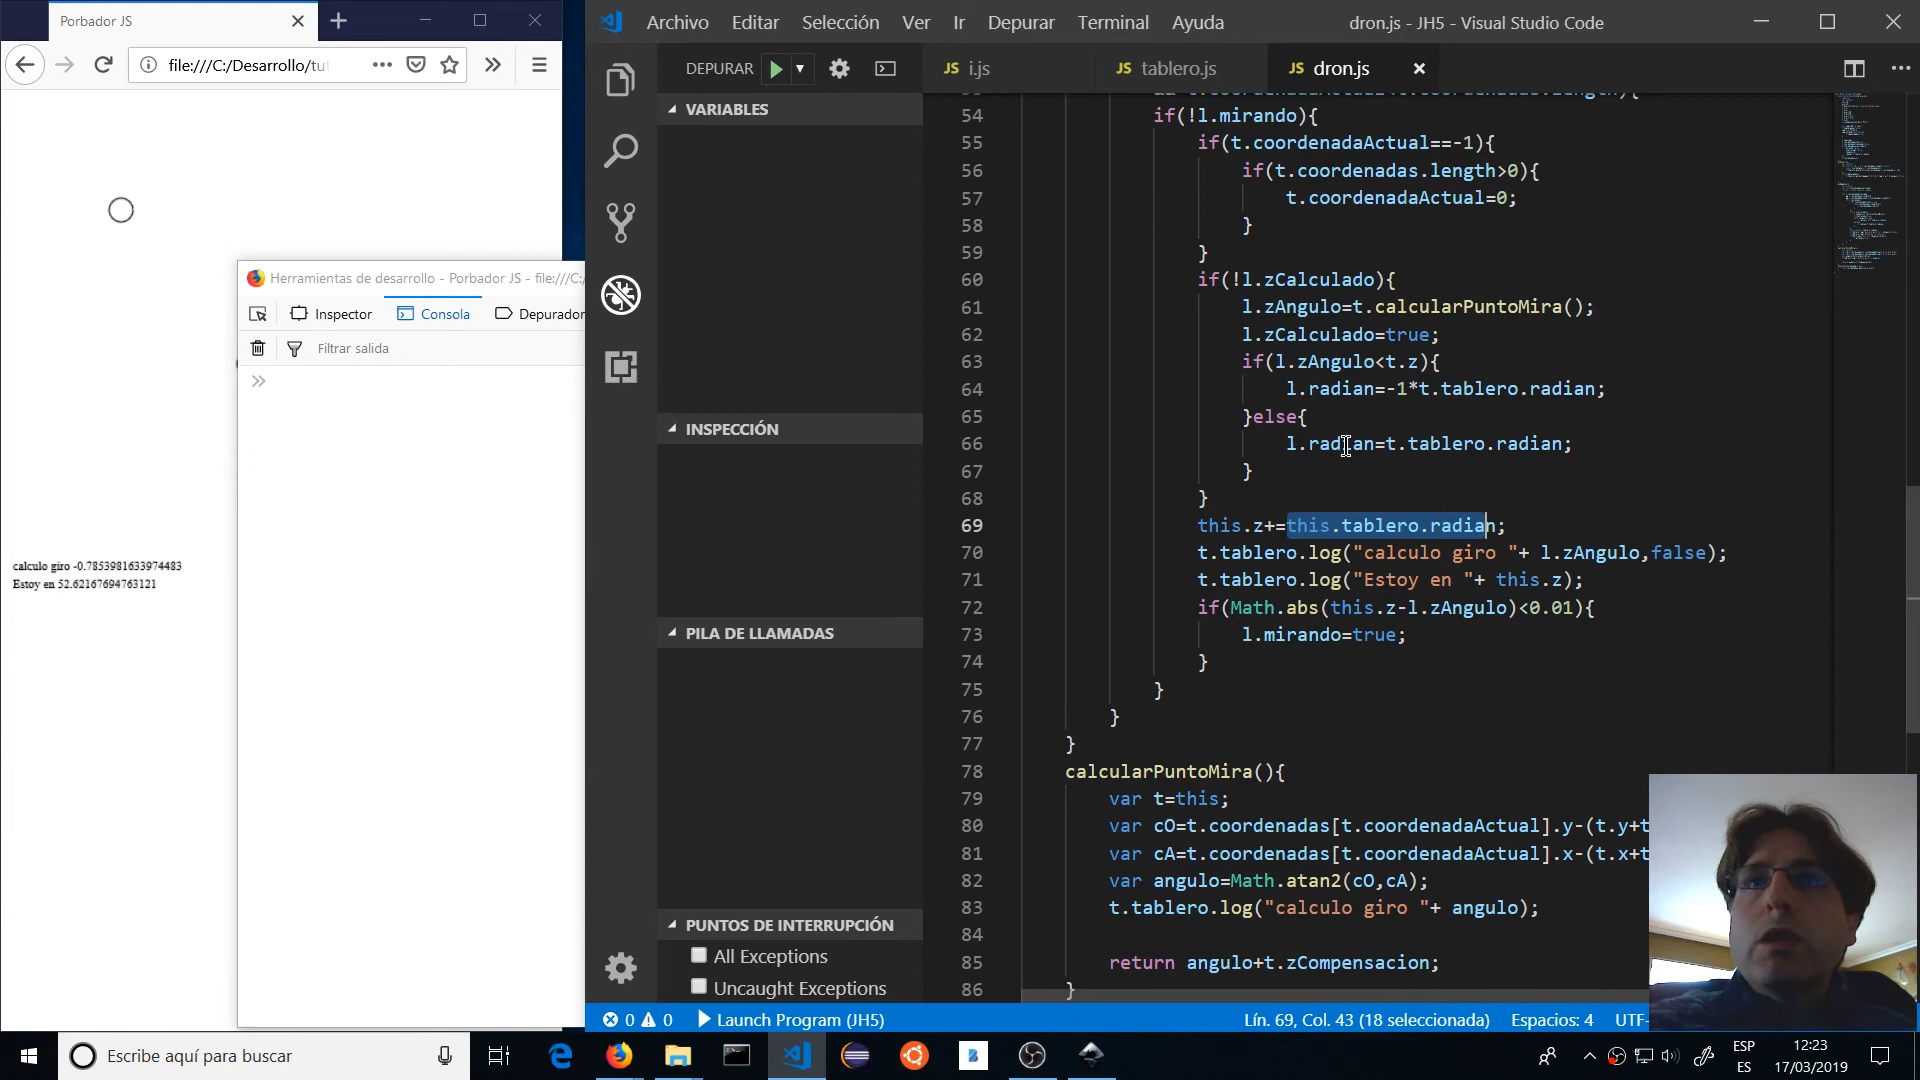 Porbador JS
file:///C:/Desarrollo/tu
Herramientas de desarrollo - Porbador JS - file:///C:/
Inspector
Consola
Depurador
Filtrar salida
calculo giro -0.7853981633974483
Estoy en 52.62167694763121
Archivo Editar Selección Ver Ir Depurar Terminal Ayuda
dron.js - JH5 - Visual Studio Code
DEPURAR
JS i.js
JS tablero.js
JS dron.js
VARIABLES
INSPECCIÓN
PILA DE LLAMADAS
PUNTOS DE INTERRUPCIÓN
All Exceptions
Uncaught Exceptions
54 if(!l.mirando){
55 if(t.coordenadaActual==-1){
56 if(t.coordenadas.length>0){
57 t.coordenadaActual=0;
58 }
59 }
60 if(!l.zCalculado){
61 l.zAngulo=t.calcularPuntoMira();
62 l.zCalculado=true;
63 if(l.zAngulo<t.z){
64 l.radian=-1*t.tablero.radian;
65 }else{
66 l.radian=t.tablero.radian;
67 }
68 }
69 this.z+=this.tablero.radian;
70 t.tablero.log("calculo giro "+ l.zAngulo,false);
71 t.tablero.log("Estoy en "+ this.z);
72 if(Math.abs(this.z-l.zAngulo)<0.01){
73 l.mirando=true;
74 }
75 }
76 }
77 }
78 calcularPuntoMira(){
79 var t=this;
80 var cO=t.coordenadas[t.coordenadaActual].y-(t.y+t
81 var cA=t.coordenadas[t.coordenadaActual].x-(t.x+t
82 var angulo=Math.atan2(cO,cA);
83 t.tablero.log("calculo giro "+ angulo);
84
85 return angulo+t.zCompensacion;
86 }
0 0 Launch Program (JH5)
Lín. 69, Col. 43 (18 seleccionada) Espacios: 4 UTF-
Escribe aquí para buscar
ESP
ES
12:23
17/03/2019